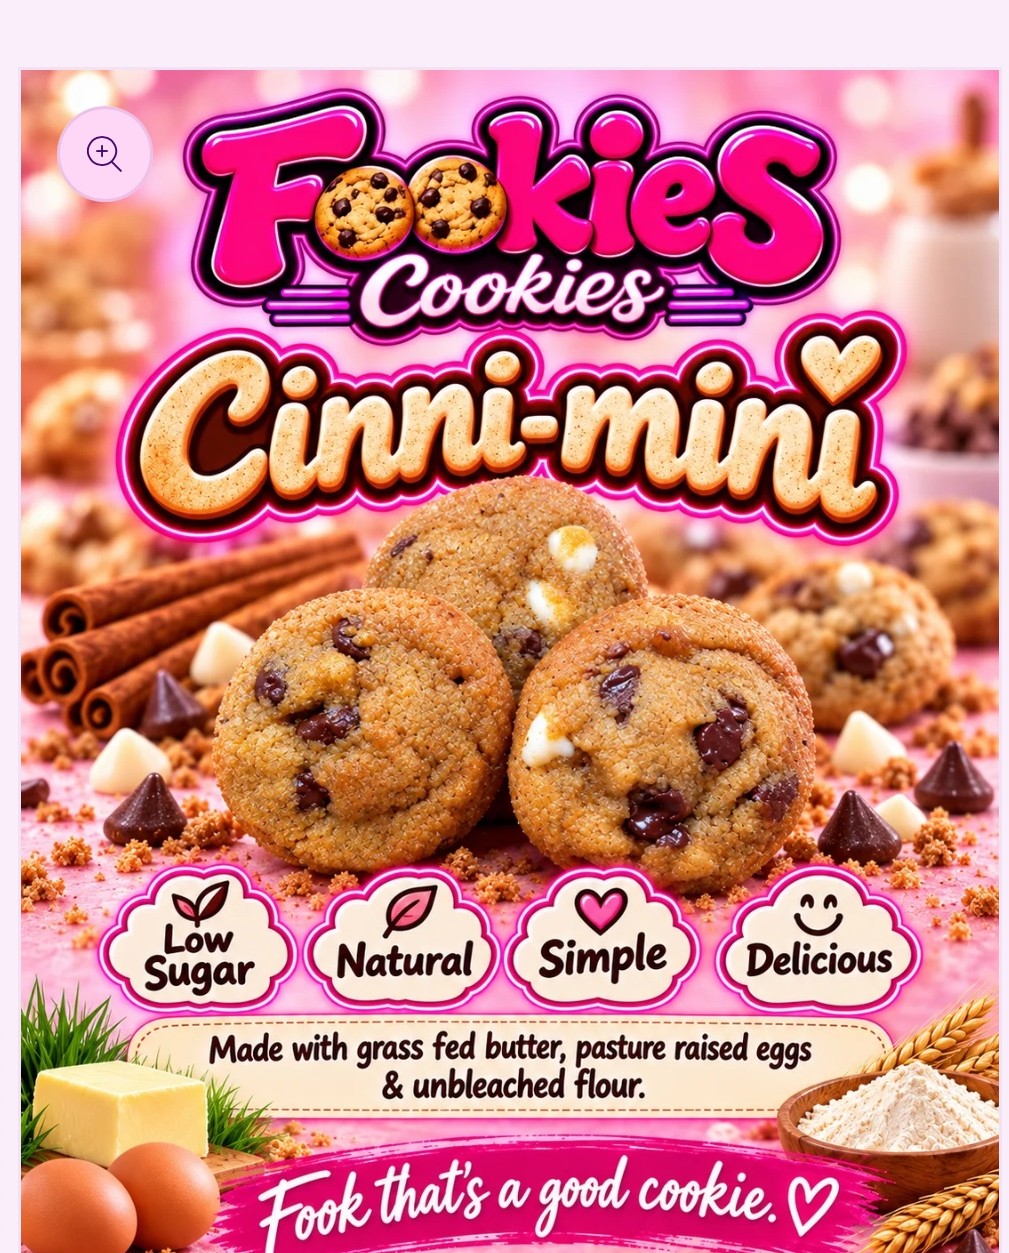 Fookies
Cookies
Cinni-mini
Low
Sugar
Natural
Simple
Delicious
Made with grass fed butter, pasture raised eggs
& unbleached flour.
Fook that's a good cookie.